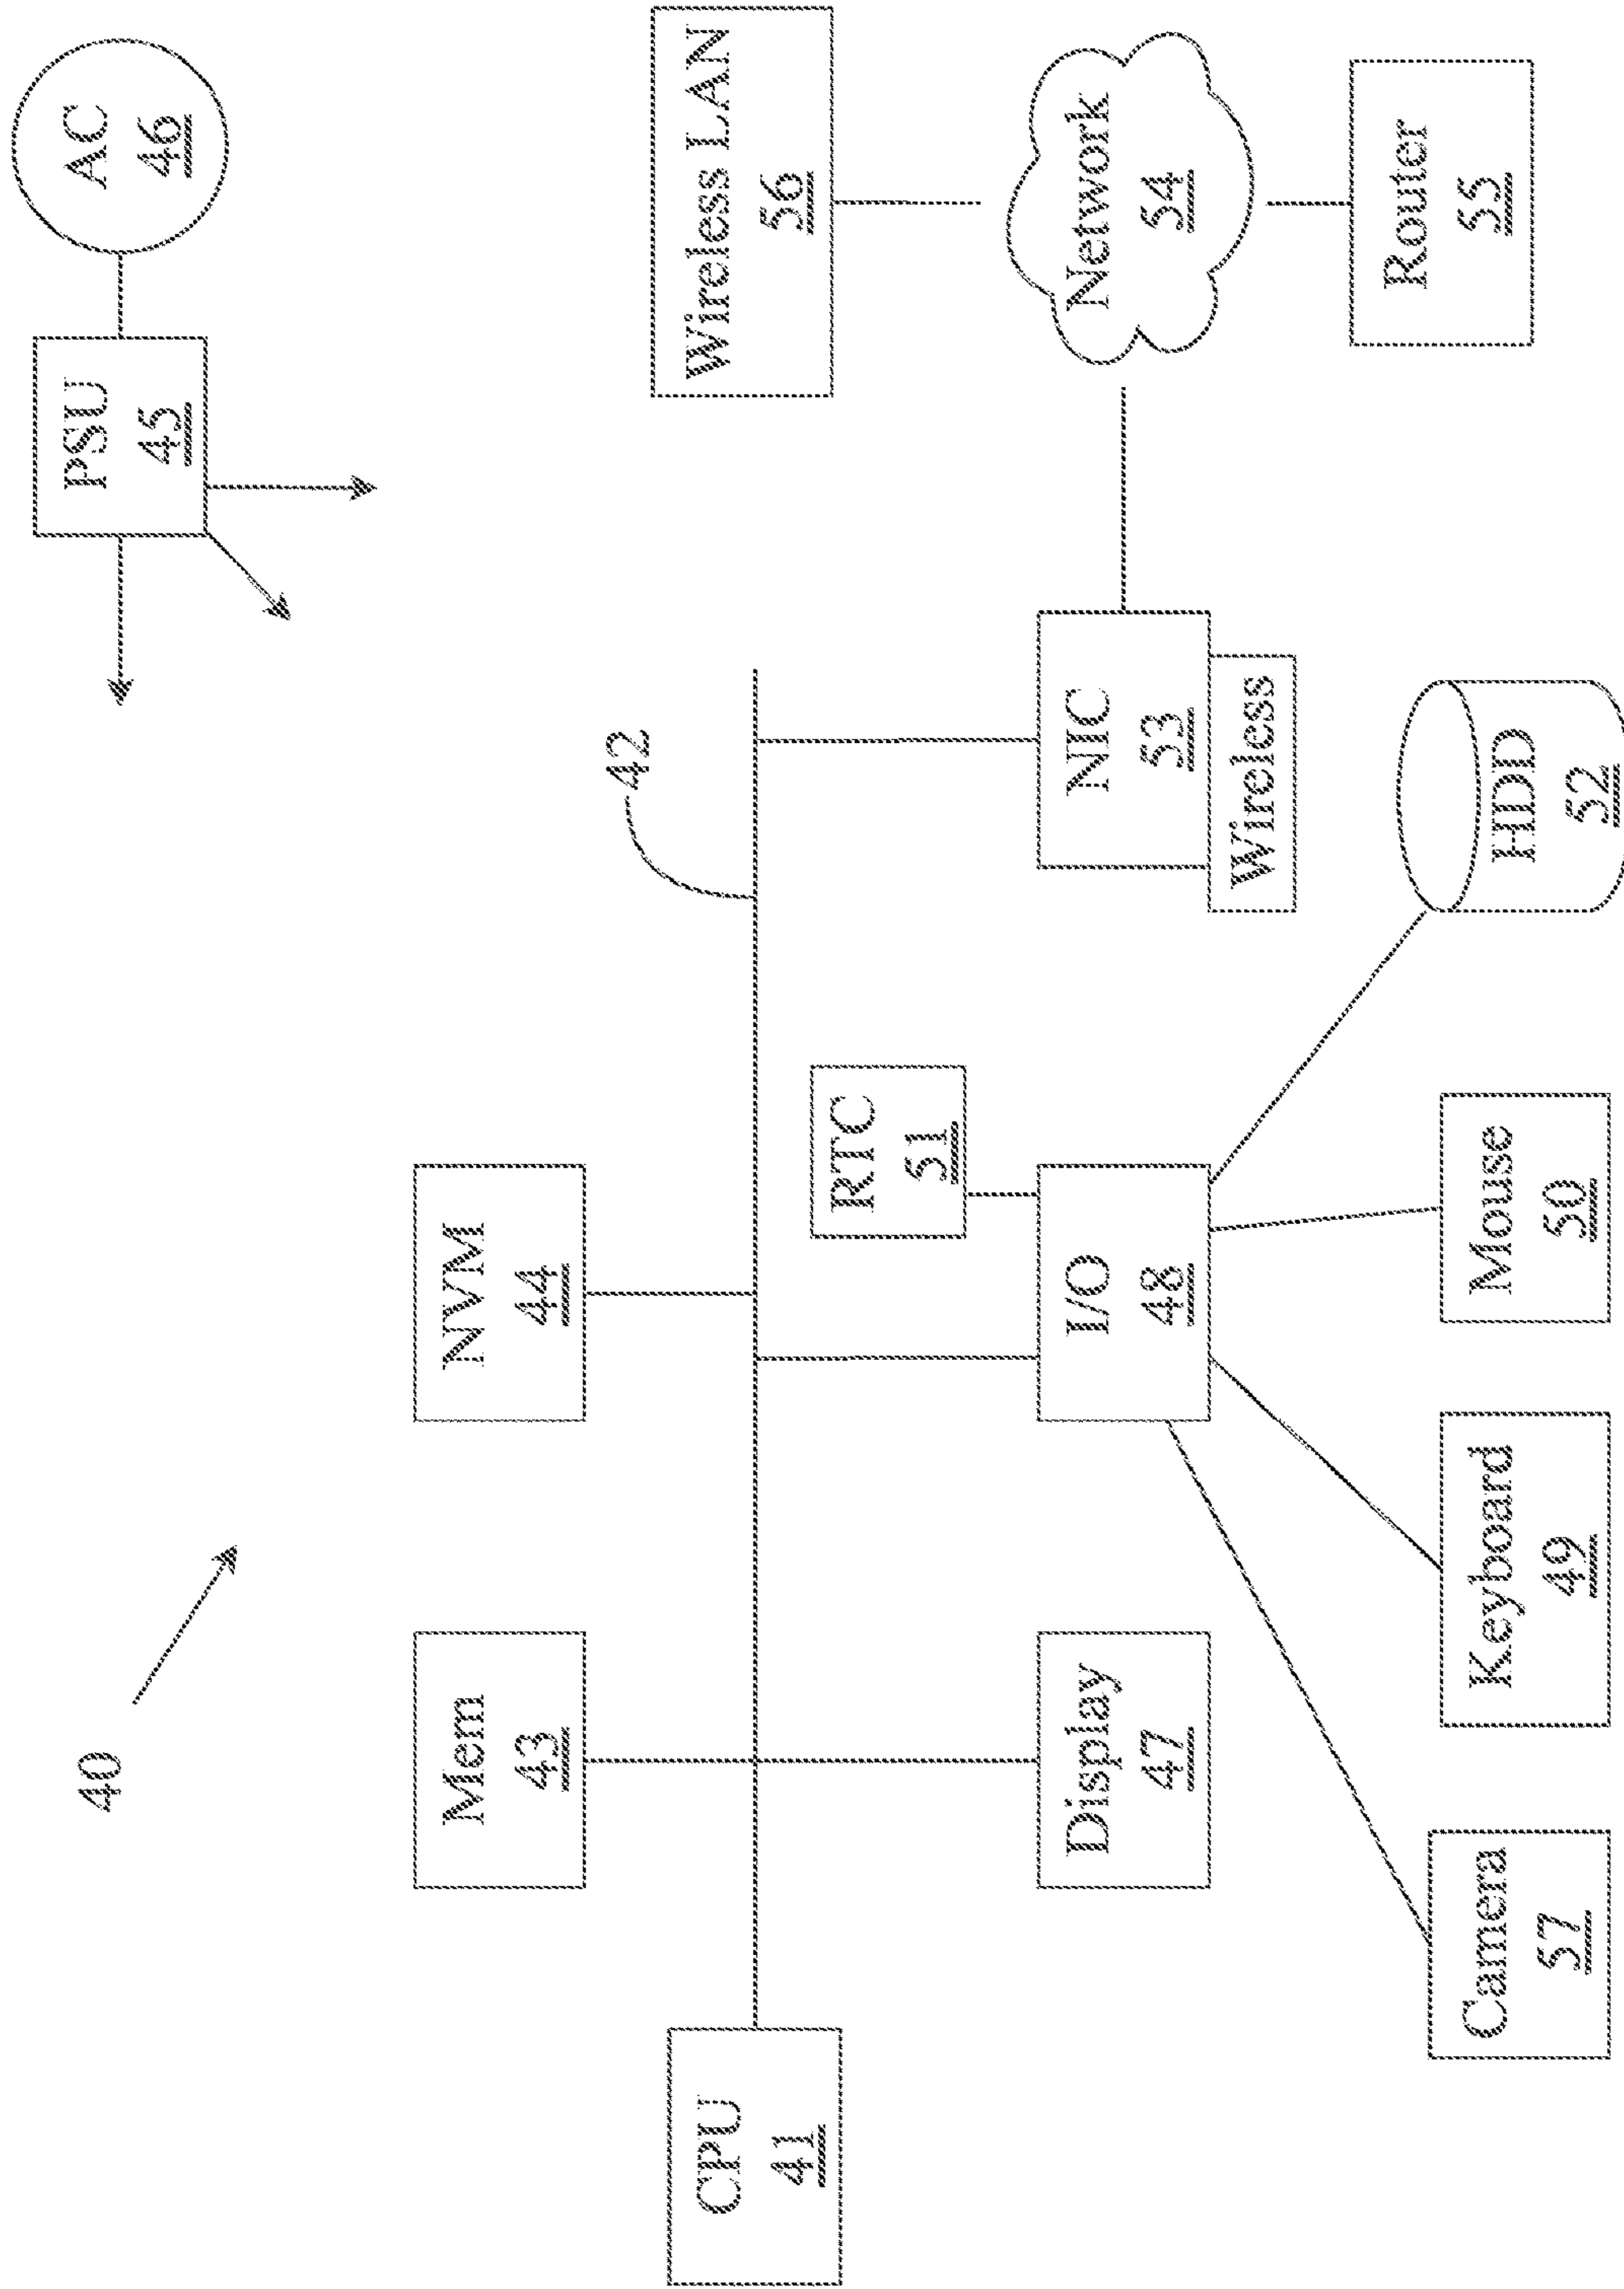 40
PSU
45
AC
46
Mem
43
NVM
44
42
CPU
41
Wireless LAN
56
RTC
51
Display
47
I/O
48
NIC
53
Wireless
Network
54
Camera
57
Keyboard
49
Mouse
50
HDD
52
Router
55